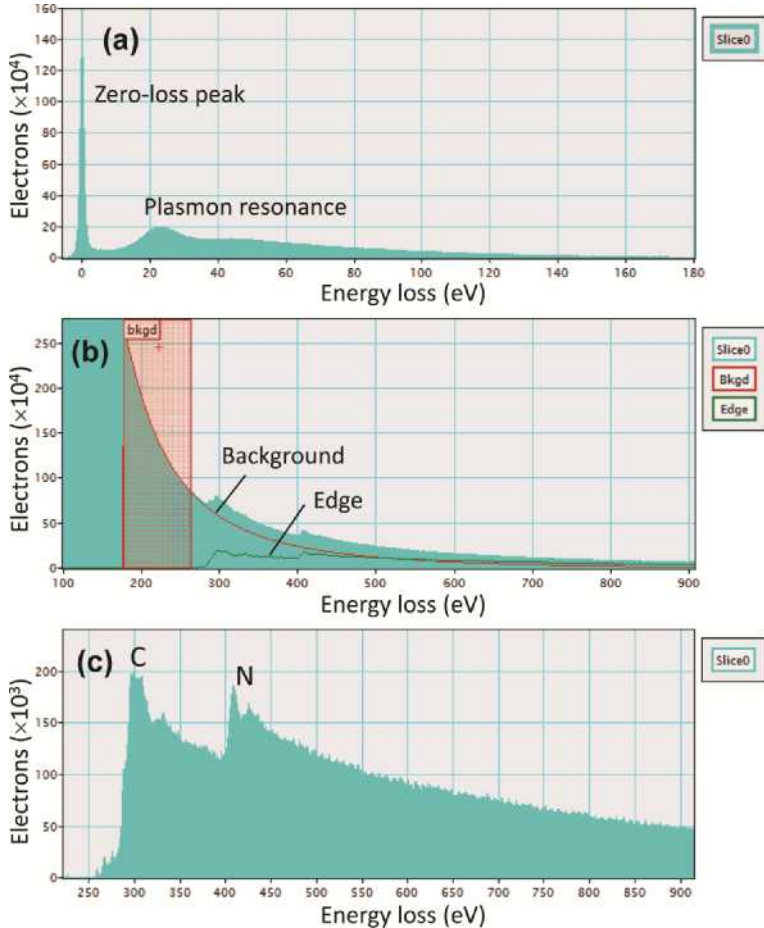 (a)
Slice0
Electrons (×10⁴)
160
140
120
100
80
60
40
20
0
Zero-loss peak
Plasmon resonance
0 20 40 60 80 100 120 140 160 180
Energy loss (eV)
(b)
bkgd
Slice0
Bkgd
Edge
Electrons (×10⁴)
250
200
150
100
50
0
Background
Edge
100 200 300 400 500 600 700 800 900
Energy loss (eV)
(c)
C
N
Slice0
Electrons (×10³)
200
150
100
50
0
250 300 350 400 450 500 550 600 650 700 750 800 850 900
Energy loss (eV)